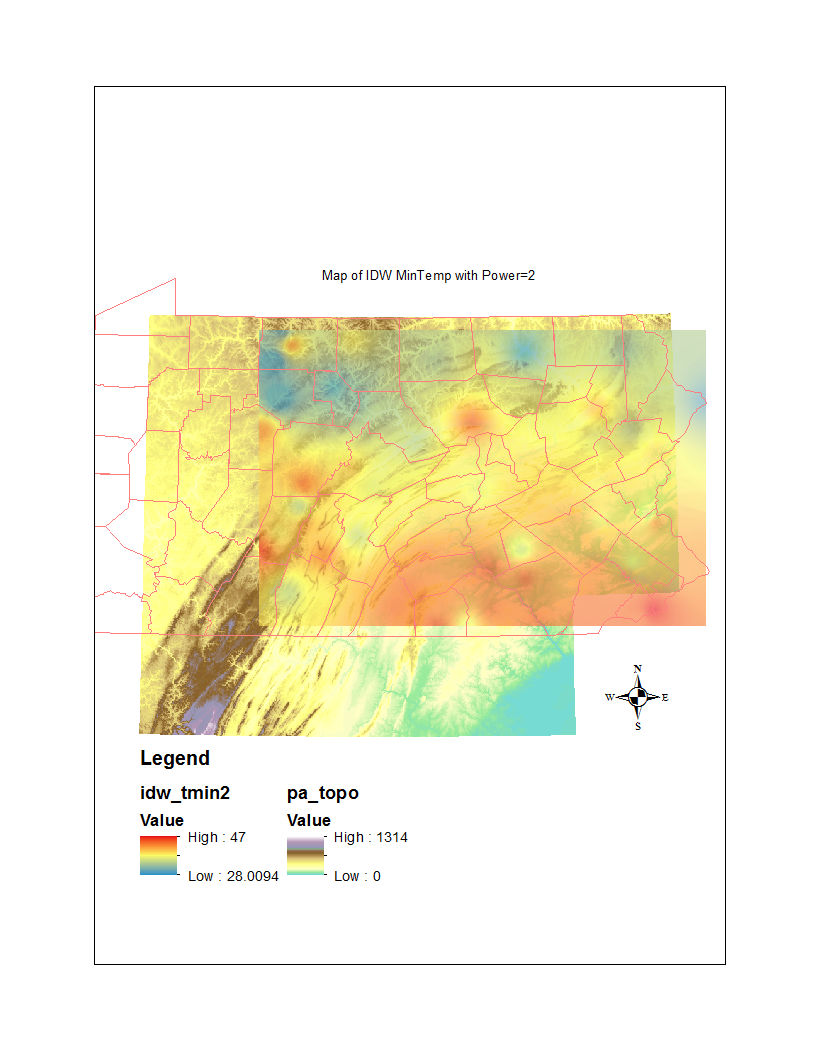 Map of IDW MinTemp with Power=2
N
W E
S
Legend
idw_tmin2 pa_topo
Value Value
High : 47 High : 1314
Low : 28.0094 Low : 0